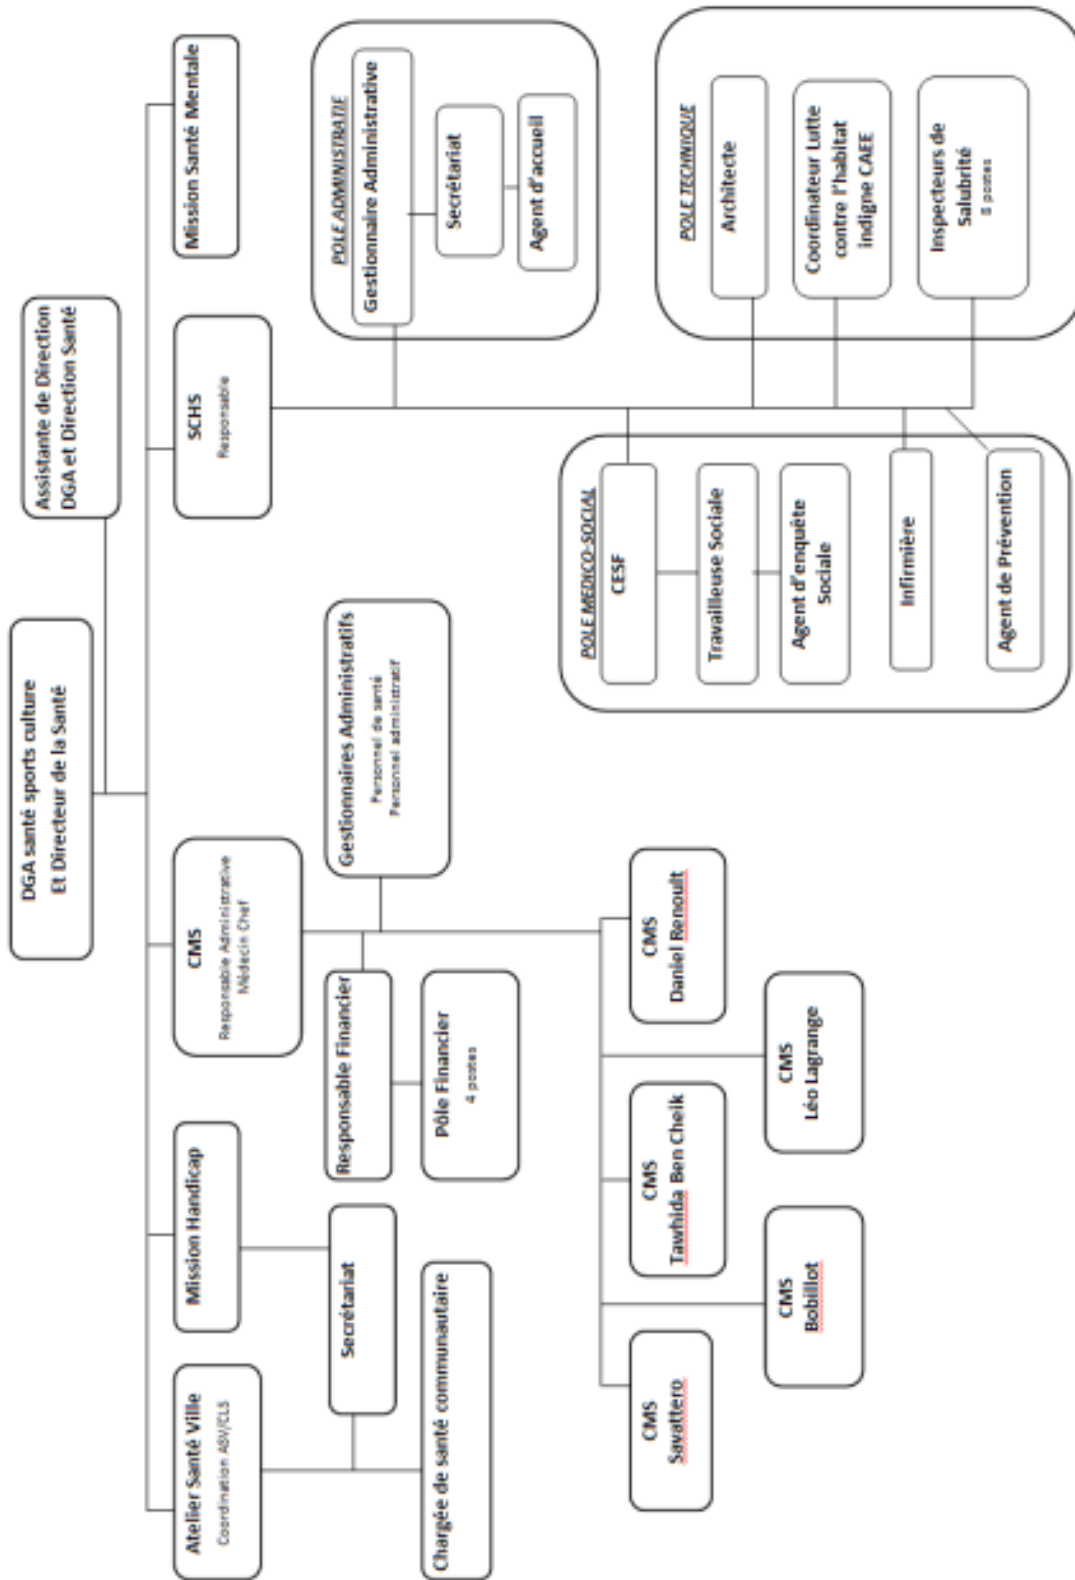 DGA santé sports culture
Et Directeur de la Santé
Assistante de Direction
DGA et Direction Santé
Atelier Santé Ville
Coordination ASV/CLS
Mission Handicap
CMS
Responsable Administrative
Médecin Chef
SCHS
Responsable
Mission Santé Mentale
Secrétariat
Chargée de santé communautaire
Responsable Financier
Pôle Financier
4 postes
Gestionnaires Administratifs
Personnel de santé
Personnel administratif
CMS
Savattero
CMS
Bobillot
CMS
Tawhida Ben Cheik
CMS
Léo Lagrange
CMS
Daniel Renoult
POLE ADMINISTRATIF
Gestionnaire Administrative
Secrétariat
Agent d'accueil
POLE MEDICO-SOCIAL
CESF
Travailleuse Sociale
Agent d'enquête
Sociale
Infirmière
Agent de Prévention
POLE TECHNIQUE
Architecte
Coordinateur Lutte
contre l'habitat
indigne CAEE
Inspecteurs de
Salubrité
postes